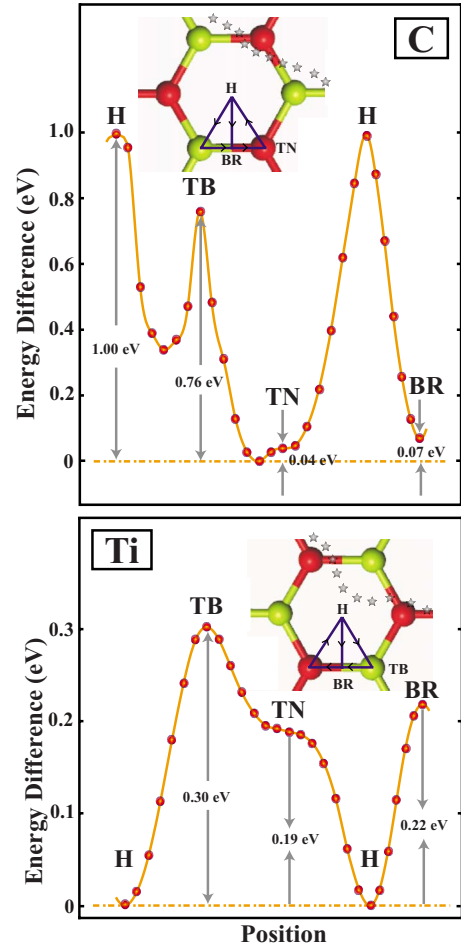 C
H
TN
BR
H
TB
H
TN
BR
1.0
0.8
0.6
0.4
0.2
0
Energy Difference (eV)
1.00 eV
0.76 eV
0.04 eV
0.07 eV
Ti
H
TB
BR
TB
TN
BR
H
H
0.3
0.2
0.1
0
Energy Difference (eV)
0.30 eV
0.19 eV
0.22 eV
Position